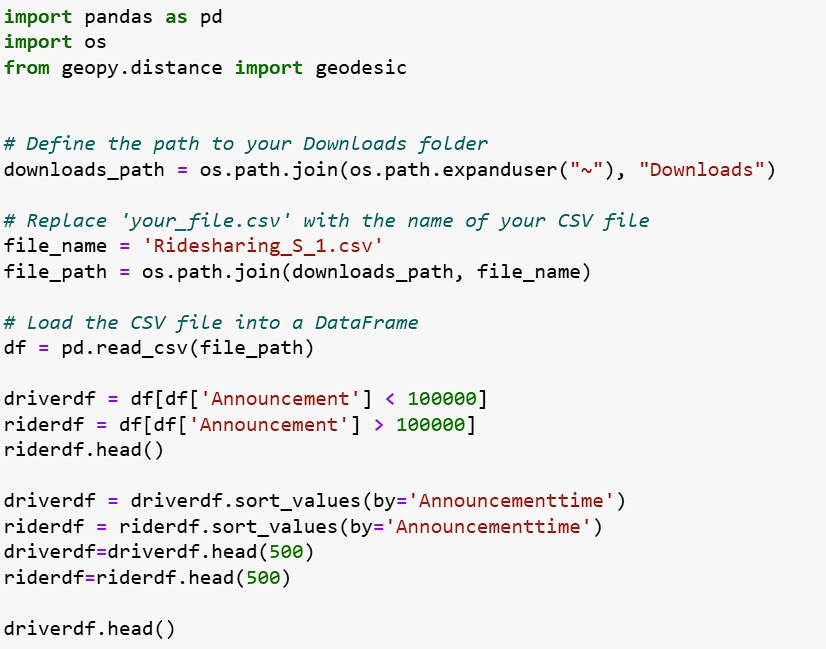 import pandas as pd
import os
from geopy.distance import geodesic
# Define the path to your Downloads folder
downloads_path = os.path.join(os.path.expanduser("~"), "Downloads")
# Replace 'your_file.csv' with the name of your CSV file
file_name = 'Ridesharing_S_1.csv'
file_path = os.path.join(downloads_path, file_name)
# Load the CSV file into a DataFrame
df = pd.read_csv(file_path)
driverdf = df[df['Announcement'] < 100000]
riderdf = df[df['Announcement'] > 100000]
riderdf.head()
driverdf = driverdf.sort_values(by='Announcementtime')
riderdf = riderdf.sort_values(by='Announcementtime')
driverdf=driverdf.head(500)
riderdf=riderdf.head(500)
driverdf.head()